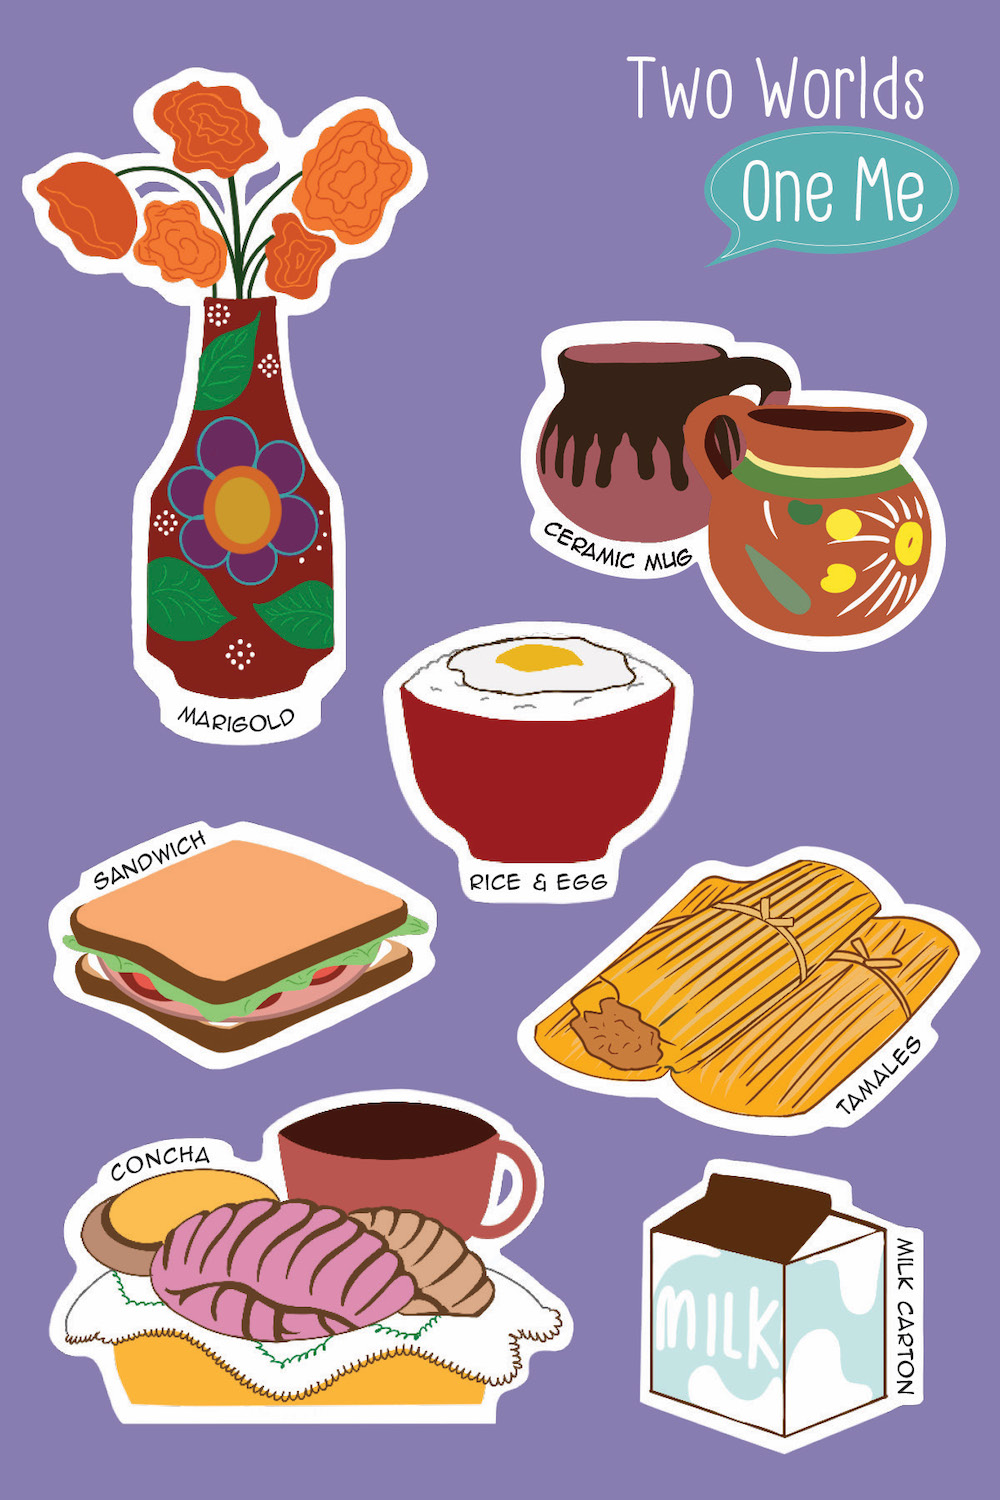 Two Worlds
One Me
CERAMIC MUG
MARIGOLD
RICE & EGG
SANDWICH
TAMALES
CONCHA
MILK
MILK CARTON